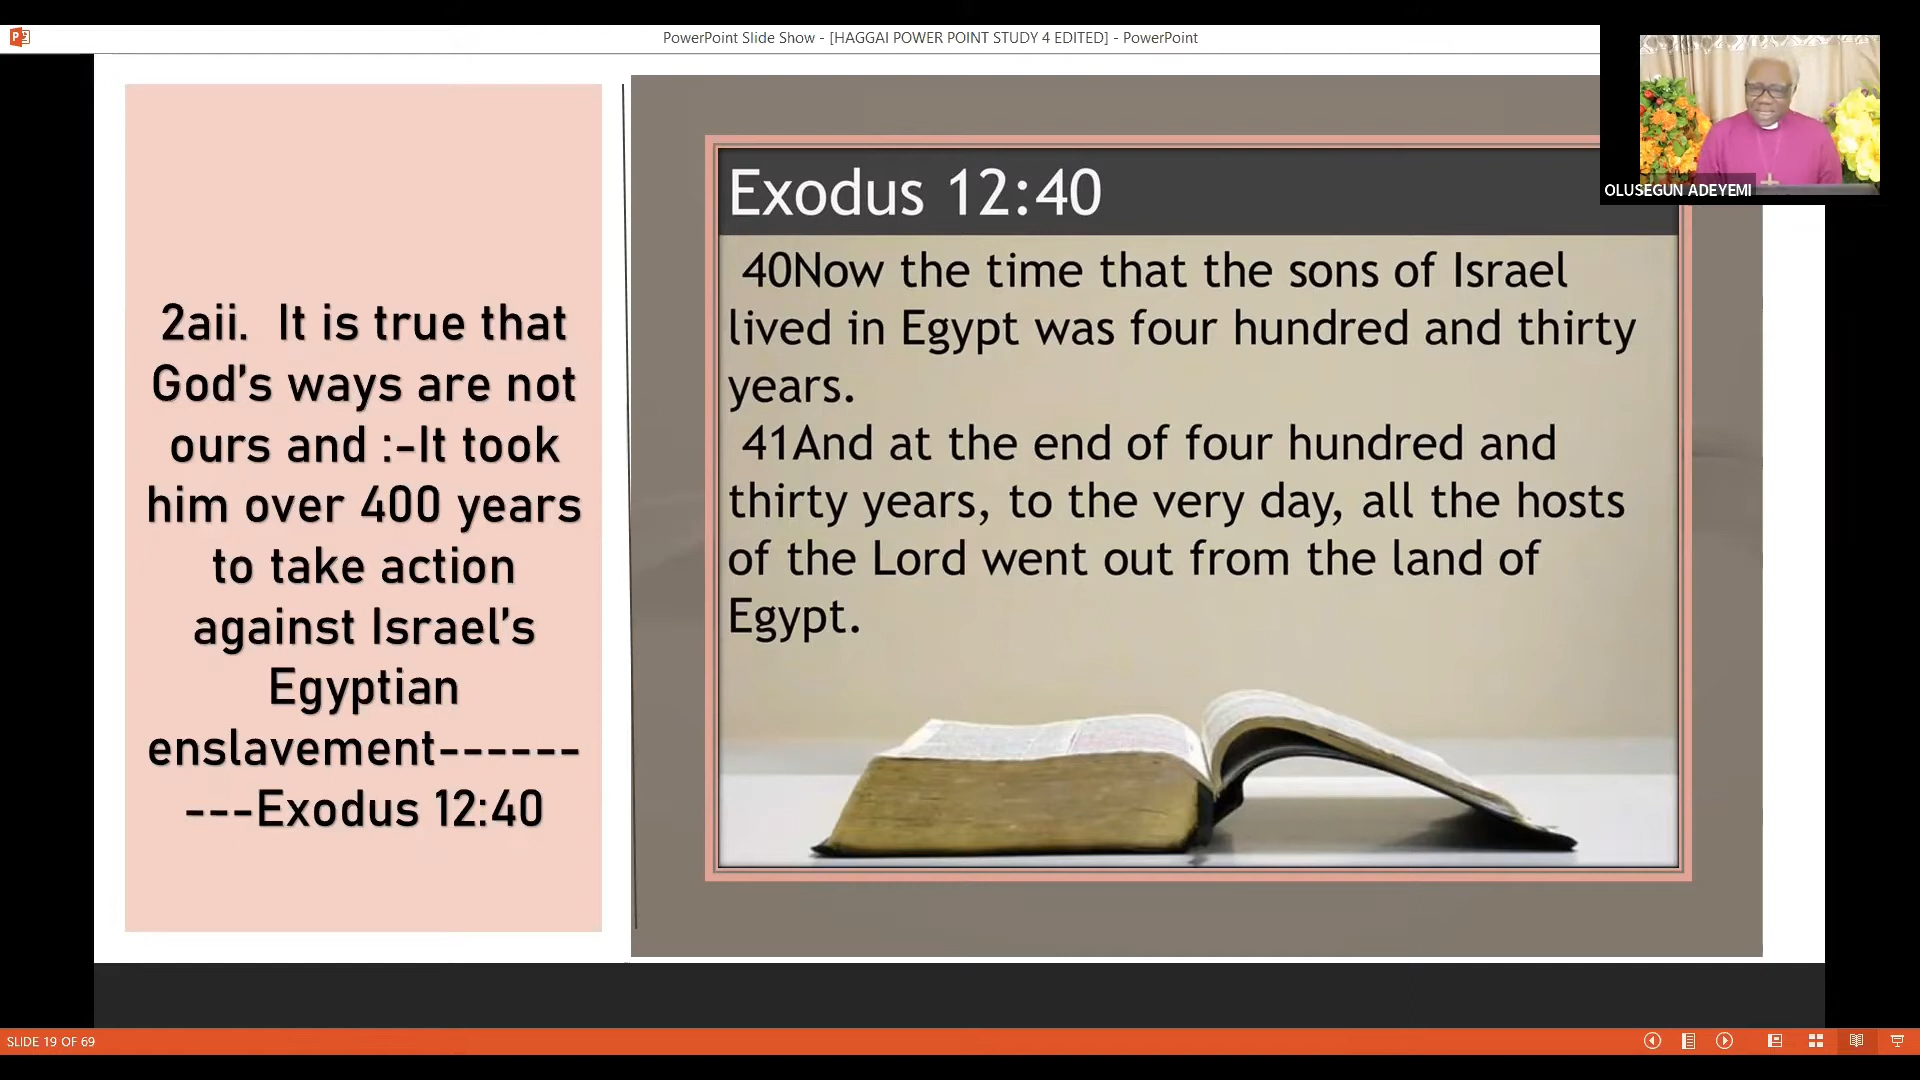 PowerPoint Slide Show - [HAGGAI POWER POINT STUDY 4 EDITED] - PowerPoint
OLUSEGUN ADEYEMI
2aii.  It is true that
God's ways are not
ours and :-It took
him over 400 years
to take action
against Israel's
Egyptian
enslavement------
---Exodus 12:40
Exodus 12:40
40Now the time that the sons of Israel
lived in Egypt was four hundred and thirty
years.
41And at the end of four hundred and
thirty years, to the very day, all the hosts
of the Lord went out from the land of
Egypt.
SLIDE 19 OF 69